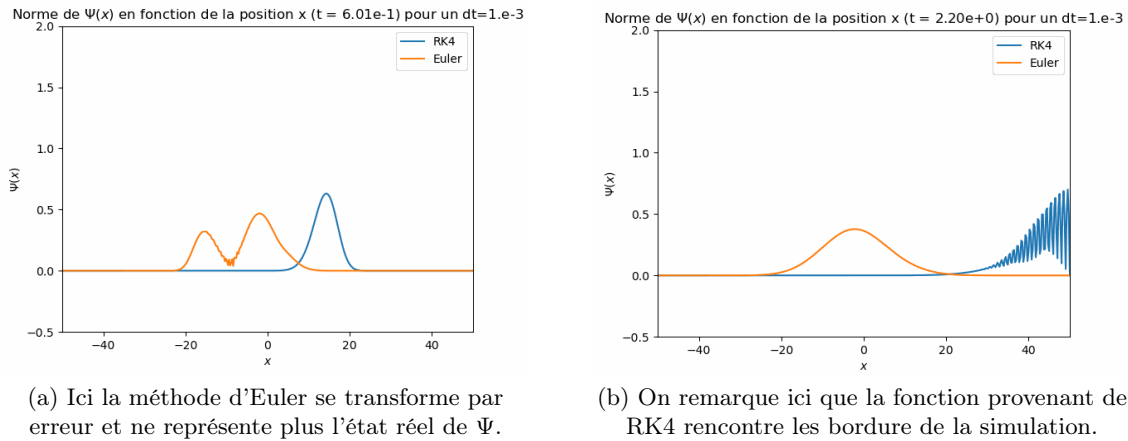 Norme de Ψ(x) en fonction de la position x (t = 6.01e-1) pour un dt=1.e-3
2.0
1.5
1.0
0.5
0.0
−0.5
Ψ(x)
RK4
Euler
−40
−20
0
20
40
x
(a) Ici la méthode d'Euler se transforme par
erreur et ne représente plus l'état réel de Ψ.
Norme de Ψ(x) en fonction de la position x (t = 2.20e+0) pour un dt=1.e-3
2.0
1.5
1.0
0.5
0.0
−0.5
Ψ(x)
RK4
Euler
−40
−20
0
20
40
x
(b) On remarque ici que la fonction provenant de
RK4 rencontre les bordure de la simulation.